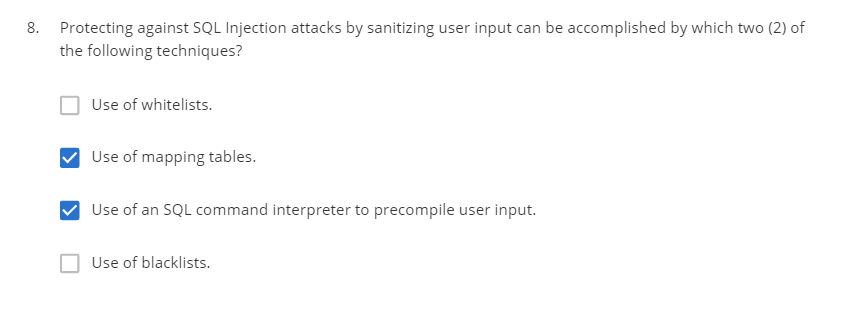 8. Protecting against SQL Injection attacks by sanitizing user input can be accomplished by which two (2) of
the following techniques?
Use of whitelists.
Use of mapping tables.
Use of an SQL command interpreter to precompile user input.
Use of blacklists.